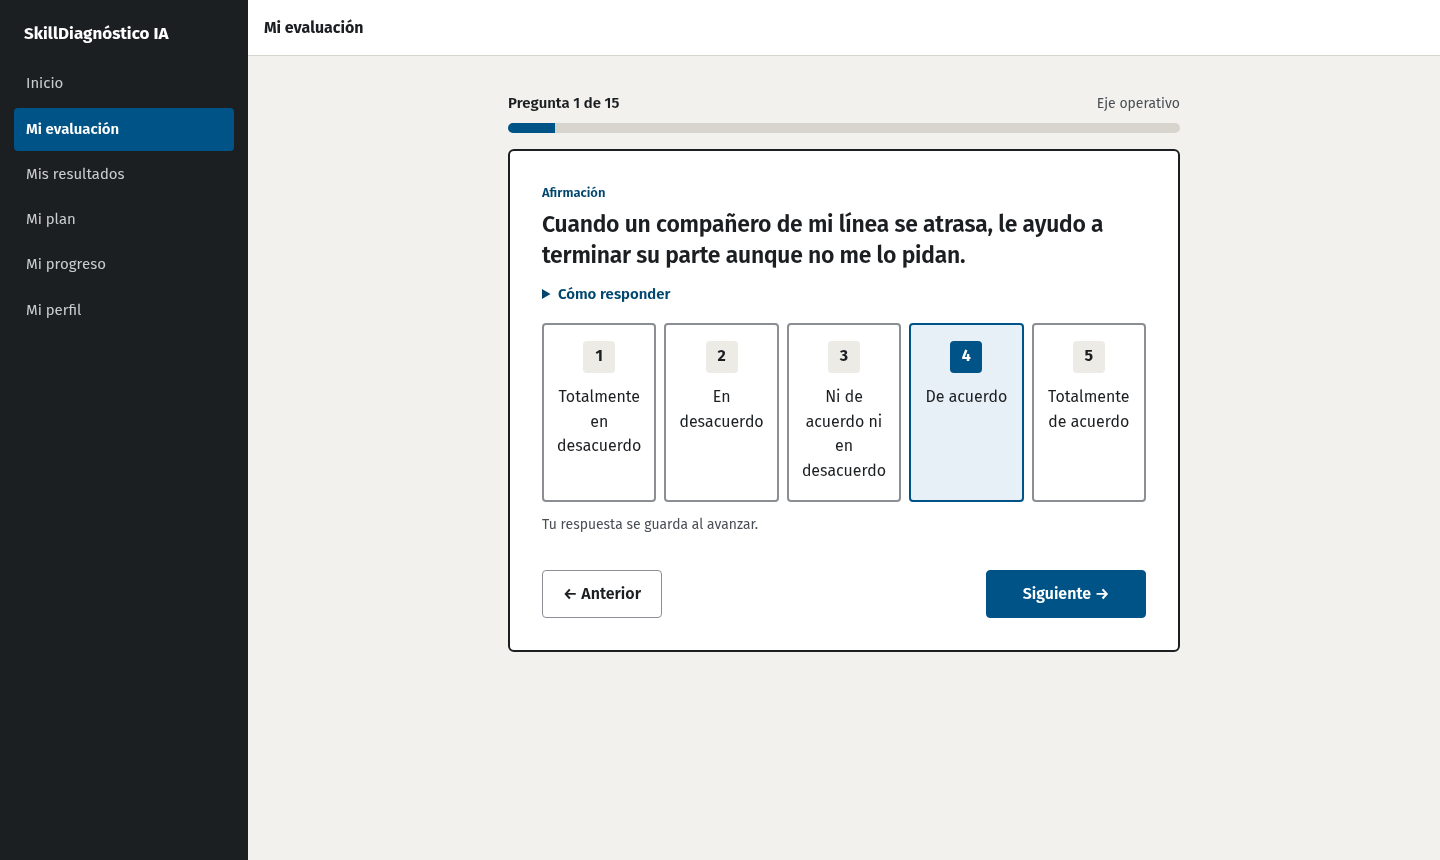 SkillDiagnóstico IA
Inicio
Mi evaluación
Mis resultados
Mi plan
Mi progreso
Mi perfil
Mi evaluación
Pregunta 1 de 15
Eje operativo
Afirmación
Cuando un compañero de mi línea se atrasa, le ayudo a
terminar su parte aunque no me lo pidan.
Cómo responder
1
Totalmente
en
desacuerdo
2
En
desacuerdo
3
Ni de
acuerdo ni
en
desacuerdo
4
De acuerdo
5
Totalmente
de acuerdo
Tu respuesta se guarda al avanzar.
← Anterior
Siguiente →